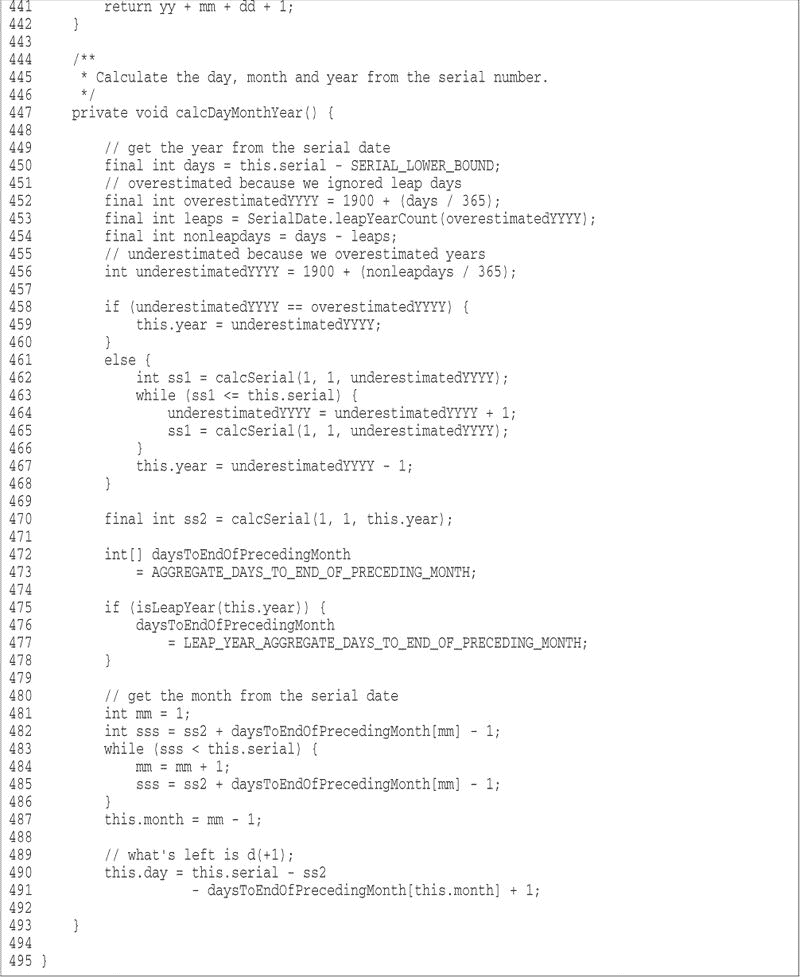 441         return yy + mm + dd + 1;
442     }
443
444     /**
445      * Calculate the day, month and year from the serial number.
446      */
447     private void calcDayMonthYear() {
448
449         // get the year from the serial date
450         final int days = this.serial - SERIAL_LOWER_BOUND;
451         // overestimated because we ignored leap days
452         final int overestimatedYYYY = 1900 + (days / 365);
453         final int leaps = SerialDate.leapYearCount(overestimatedYYYY);
454         final int nonleapdays = days - leaps;
455         // underestimated because we overestimated years
456         int underestimatedYYYY = 1900 + (nonleapdays / 365);
457
458         if (underestimatedYYYY == overestimatedYYYY) {
459             this.year = underestimatedYYYY;
460         }
461         else {
462             int ss1 = calcSerial(1, 1, underestimatedYYYY);
463             while (ss1 <= this.serial) {
464                 underestimatedYYYY = underestimatedYYYY + 1;
465                 ss1 = calcSerial(1, 1, underestimatedYYYY);
466             }
467             this.year = underestimatedYYYY - 1;
468         }
469
470         final int ss2 = calcSerial(1, 1, this.year);
471
472         int[] daysToEndOfPrecedingMonth
473             = AGGREGATE_DAYS_TO_END_OF_PRECEDING_MONTH;
474
475         if (isLeapYear(this.year)) {
476             daysToEndOfPrecedingMonth
477                 = LEAP_YEAR_AGGREGATE_DAYS_TO_END_OF_PRECEDING_MONTH;
478         }
479
480         // get the month from the serial date
481         int mm = 1;
482         int sss = ss2 + daysToEndOfPrecedingMonth[mm] - 1;
483         while (sss < this.serial) {
484             mm = mm + 1;
485             sss = ss2 + daysToEndOfPrecedingMonth[mm] - 1;
486         }
487         this.month = mm - 1;
488
489         // what's left is d(+1);
490         this.day = this.serial - ss2
491                    - daysToEndOfPrecedingMonth[this.month] + 1;
492
493     }
494
495 }